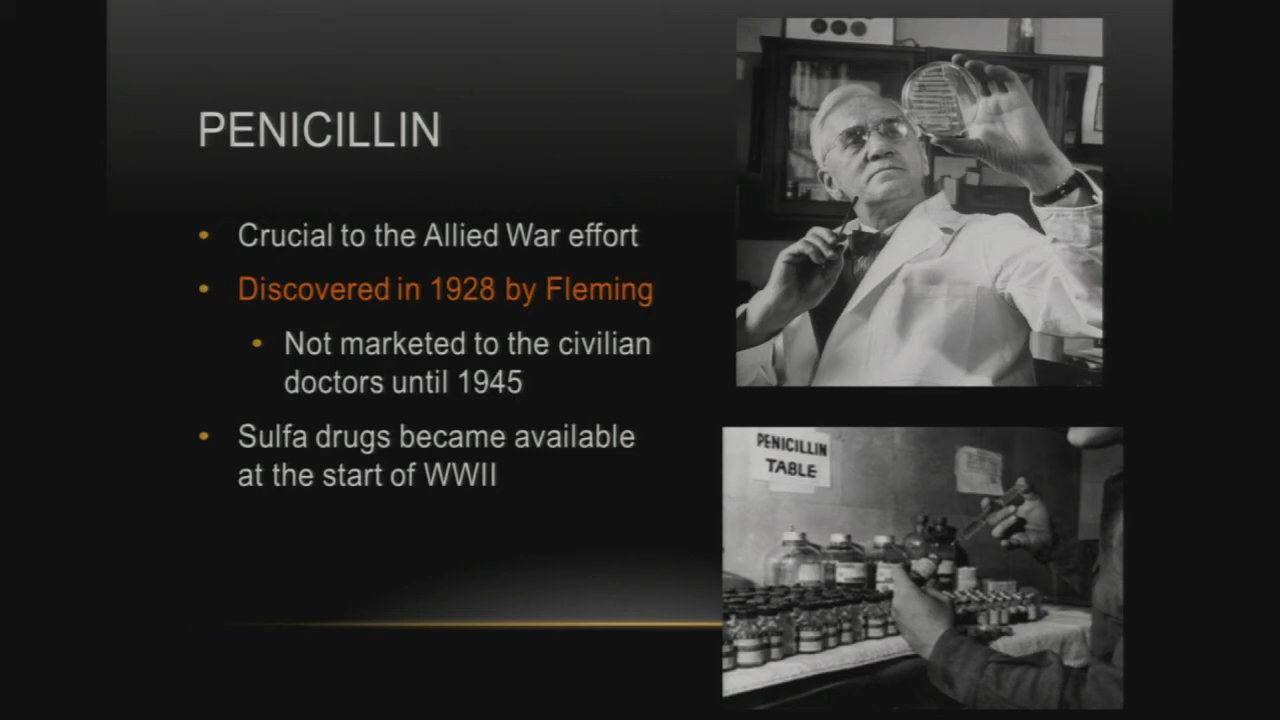 PENICILLIN
Crucial to the Allied War effort
Discovered in 1928 by Fleming
Not marketed to the civilian
doctors until 1945
Sulfa drugs became available
at the start of WWII
PENICILLIN
TABLE